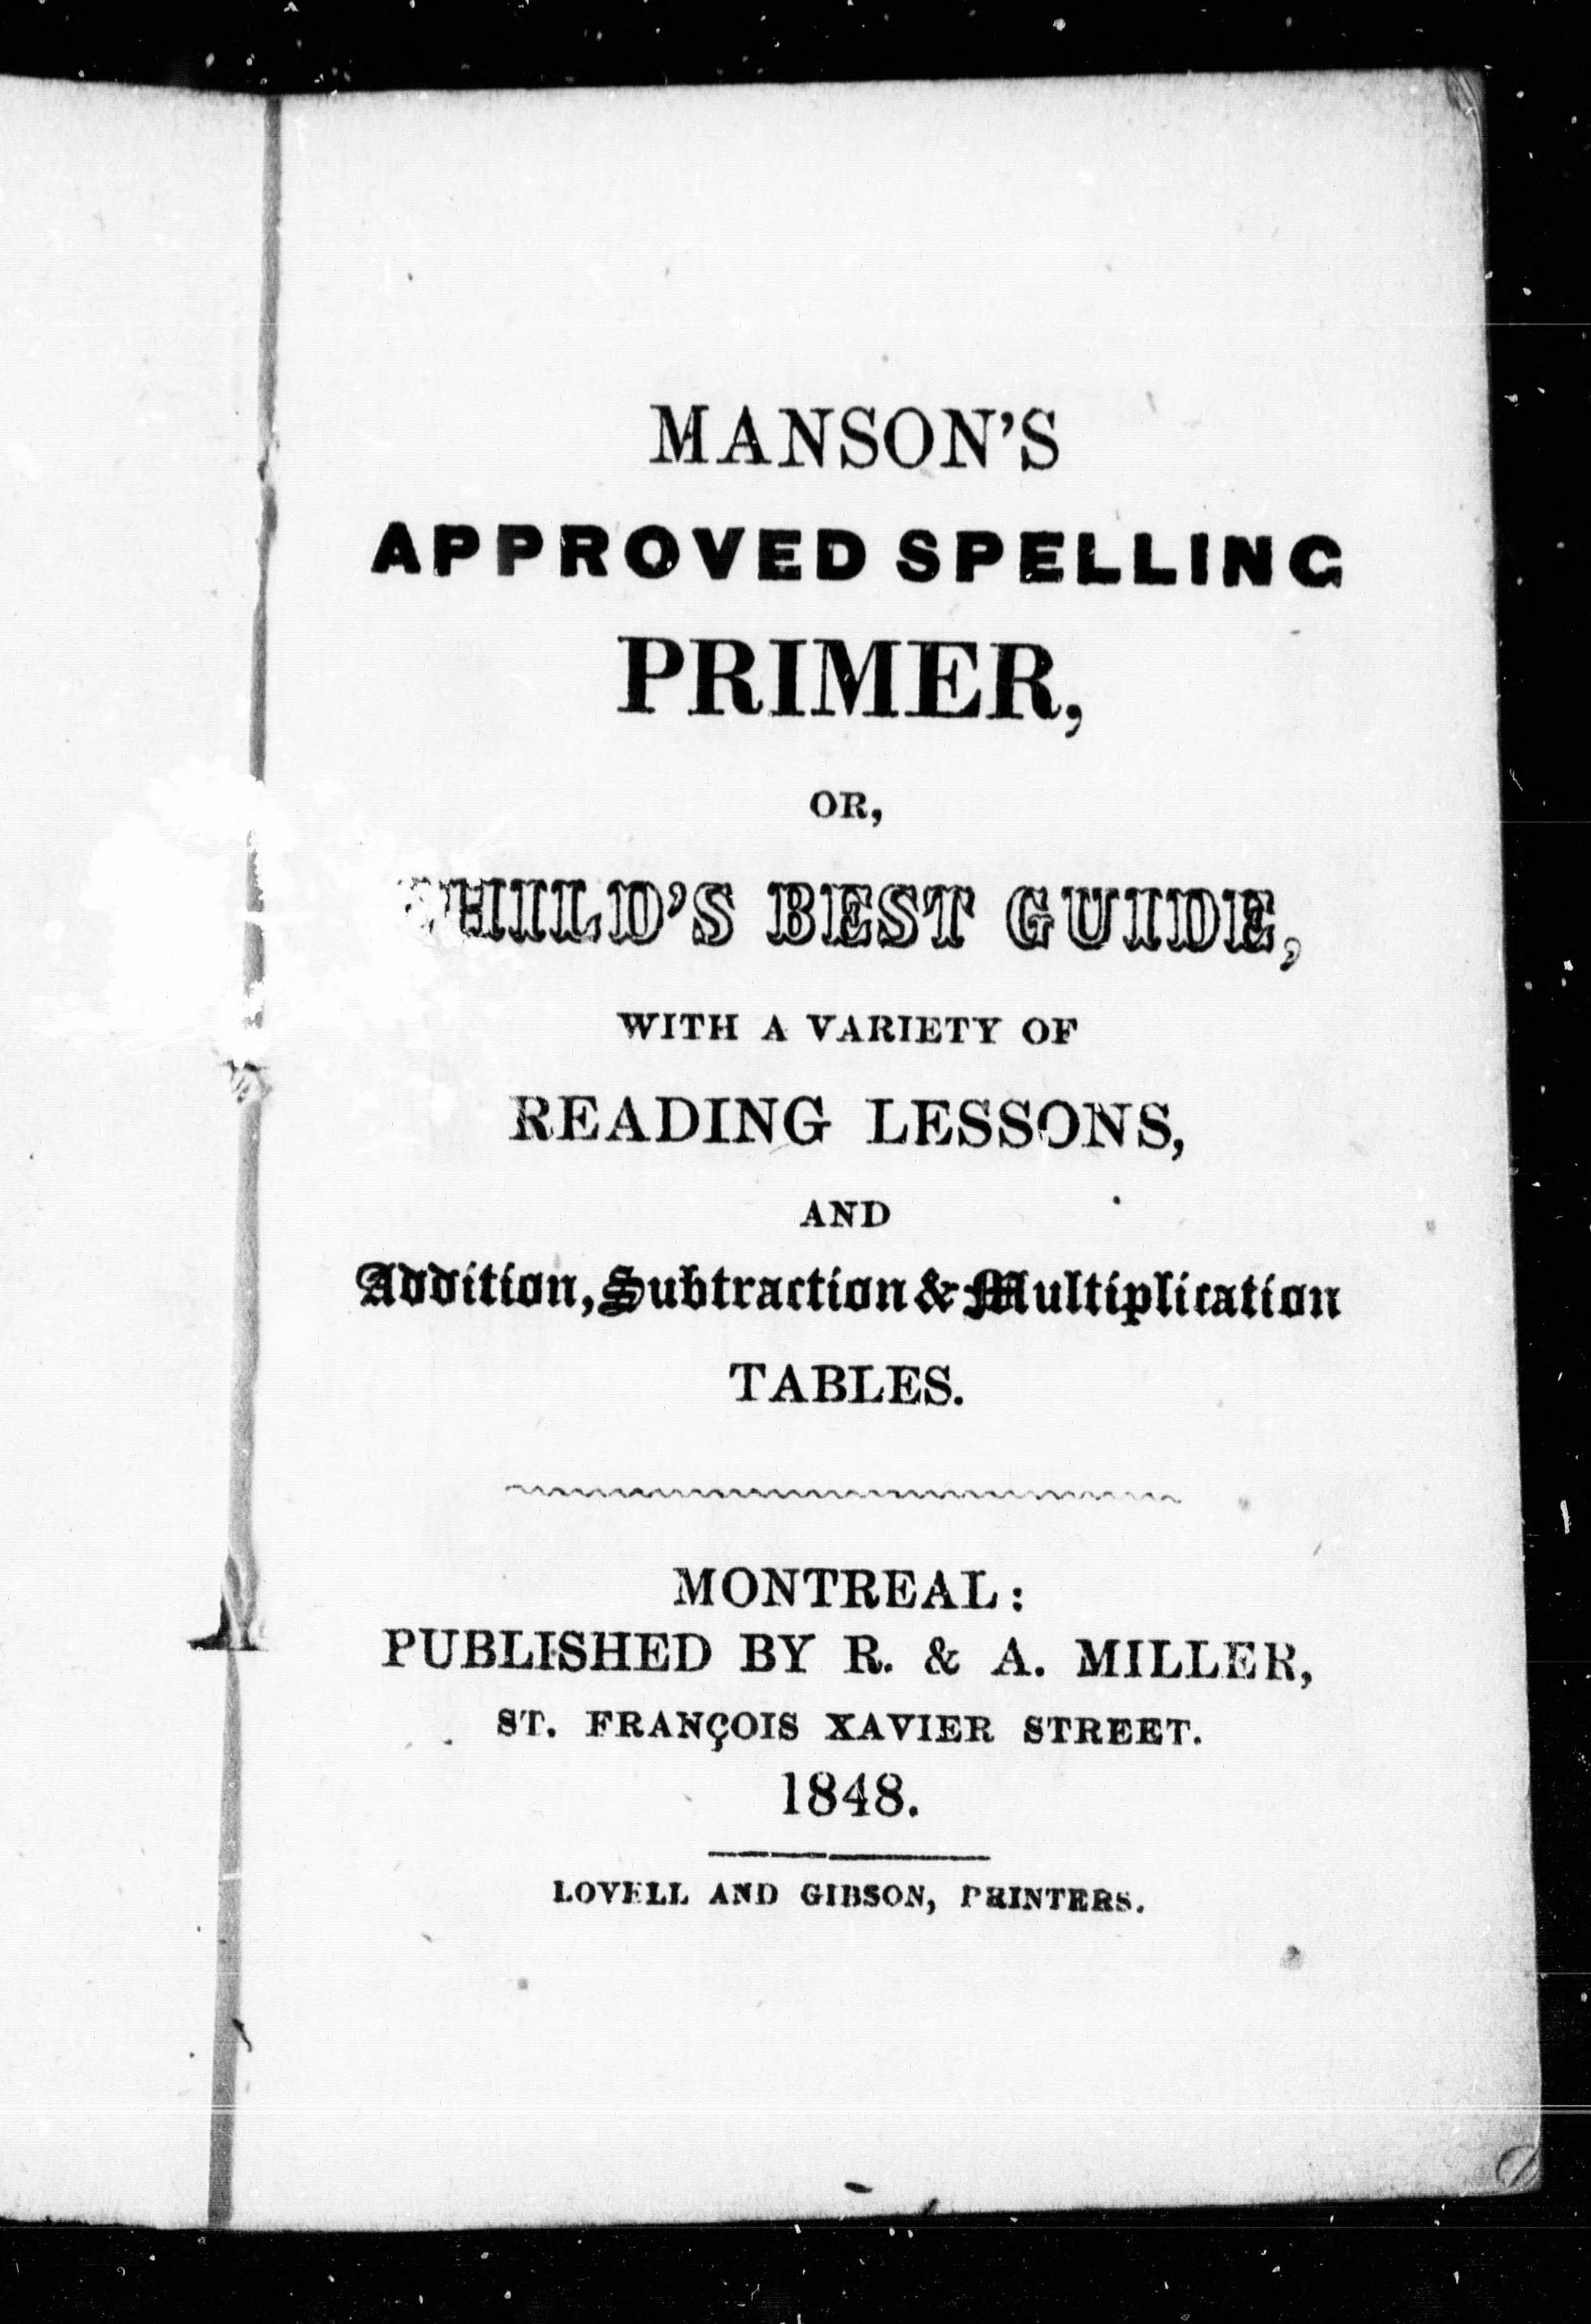 MANSON'S
APPROVED SPELLING
PRIMER,
OR,
CHILD'S BEST GUIDE,
WITH A VARIETY OF
READING LESSONS,
AND
Addition, Subtraction & Multiplication
TABLES.
MONTREAL:
PUBLISHED BY R. & A. MILLER,
ST. FRANÇOIS XAVIER STREET.
1848.
LOVELL AND GIBSON, PRINTERS.